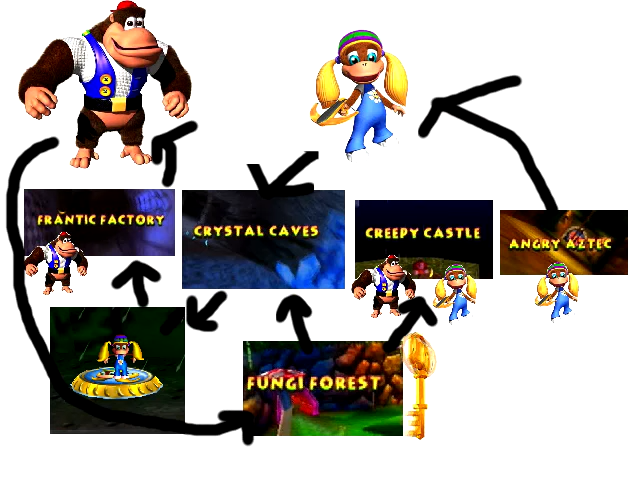 FRANTIC FACTORY
CRYSTAL CAVES
CREEPY CASTLE
ANGRY AZTEC
FUNGI FOREST